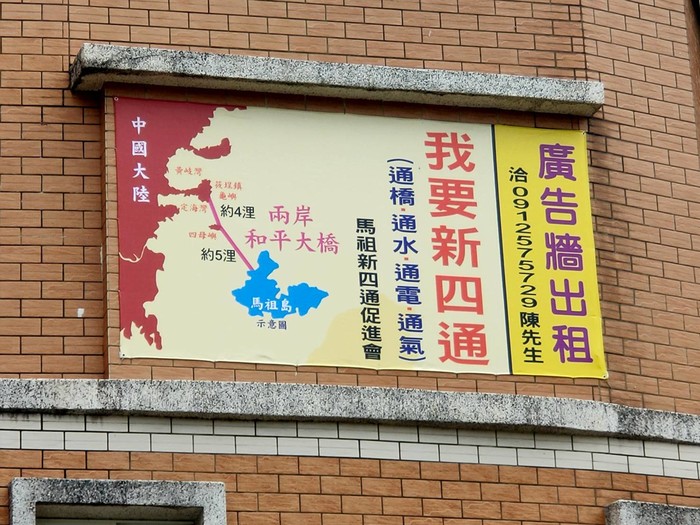 廣告牆出租
洽0912575729陳先生
我要新四通
(通橋·通水·通電·通氣)
馬祖新四通促進會
中國大陸
黃岐灣
筱埕鎮
龜嶼
定海灣
四母嶼
約4浬
約5浬
兩岸
和平大橋
馬祖島
示意圖